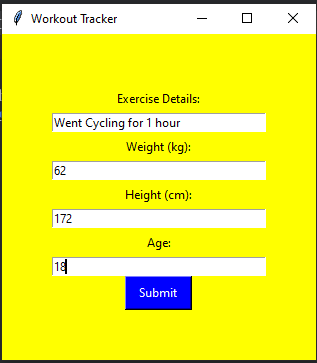 Workout Tracker
Exercise Details:
Went Cycling for 1 hour
Weight (kg):
62
Height (cm):
172
Age:
18
Submit